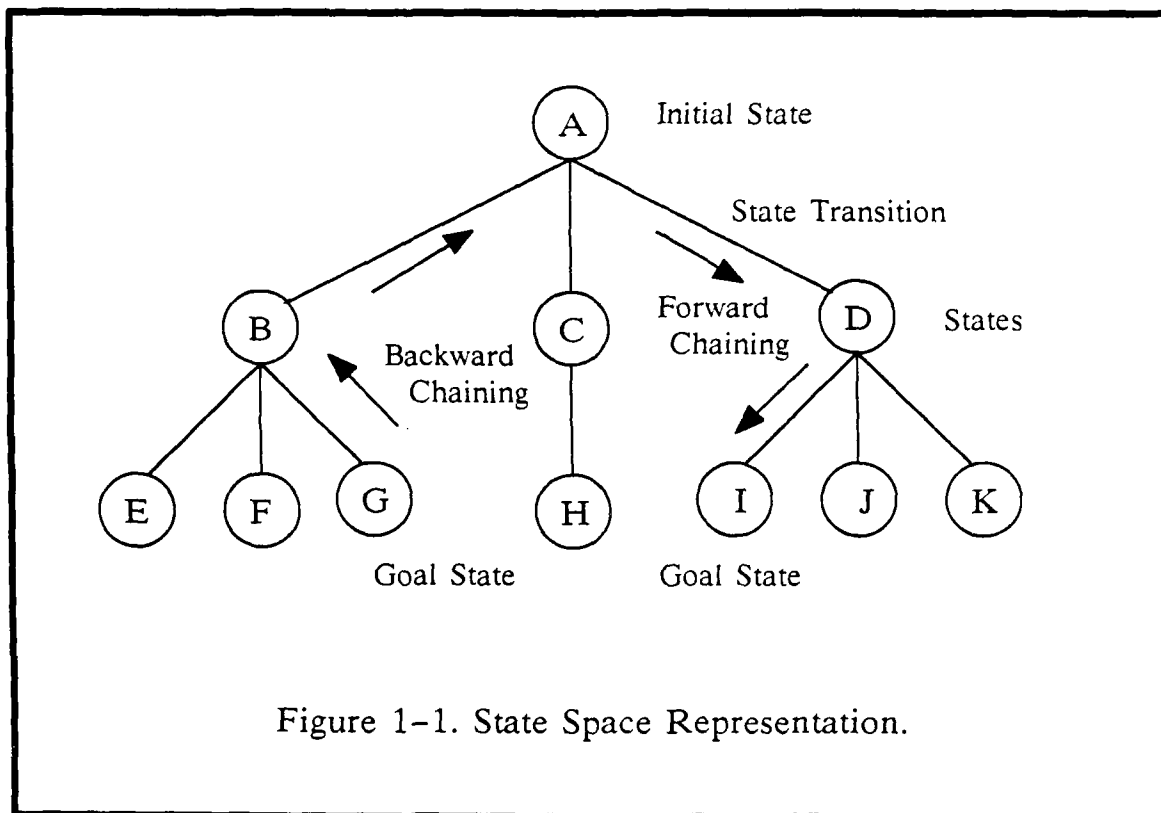 A
Initial State
State Transition
B
C
Forward
Chaining
D
States
Backward
Chaining
E
F
G
H
I
J
K
Goal State
Goal State
Figure 1-1. State Space Representation.